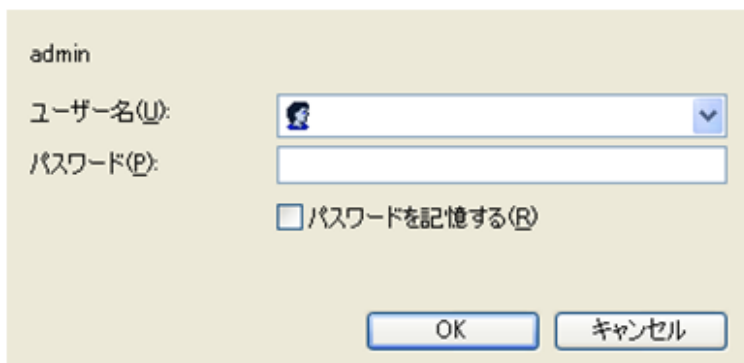 admin
ユーザー名(U):
パスワード(P):
パスワードを記憶する(R)
OK キャンセル